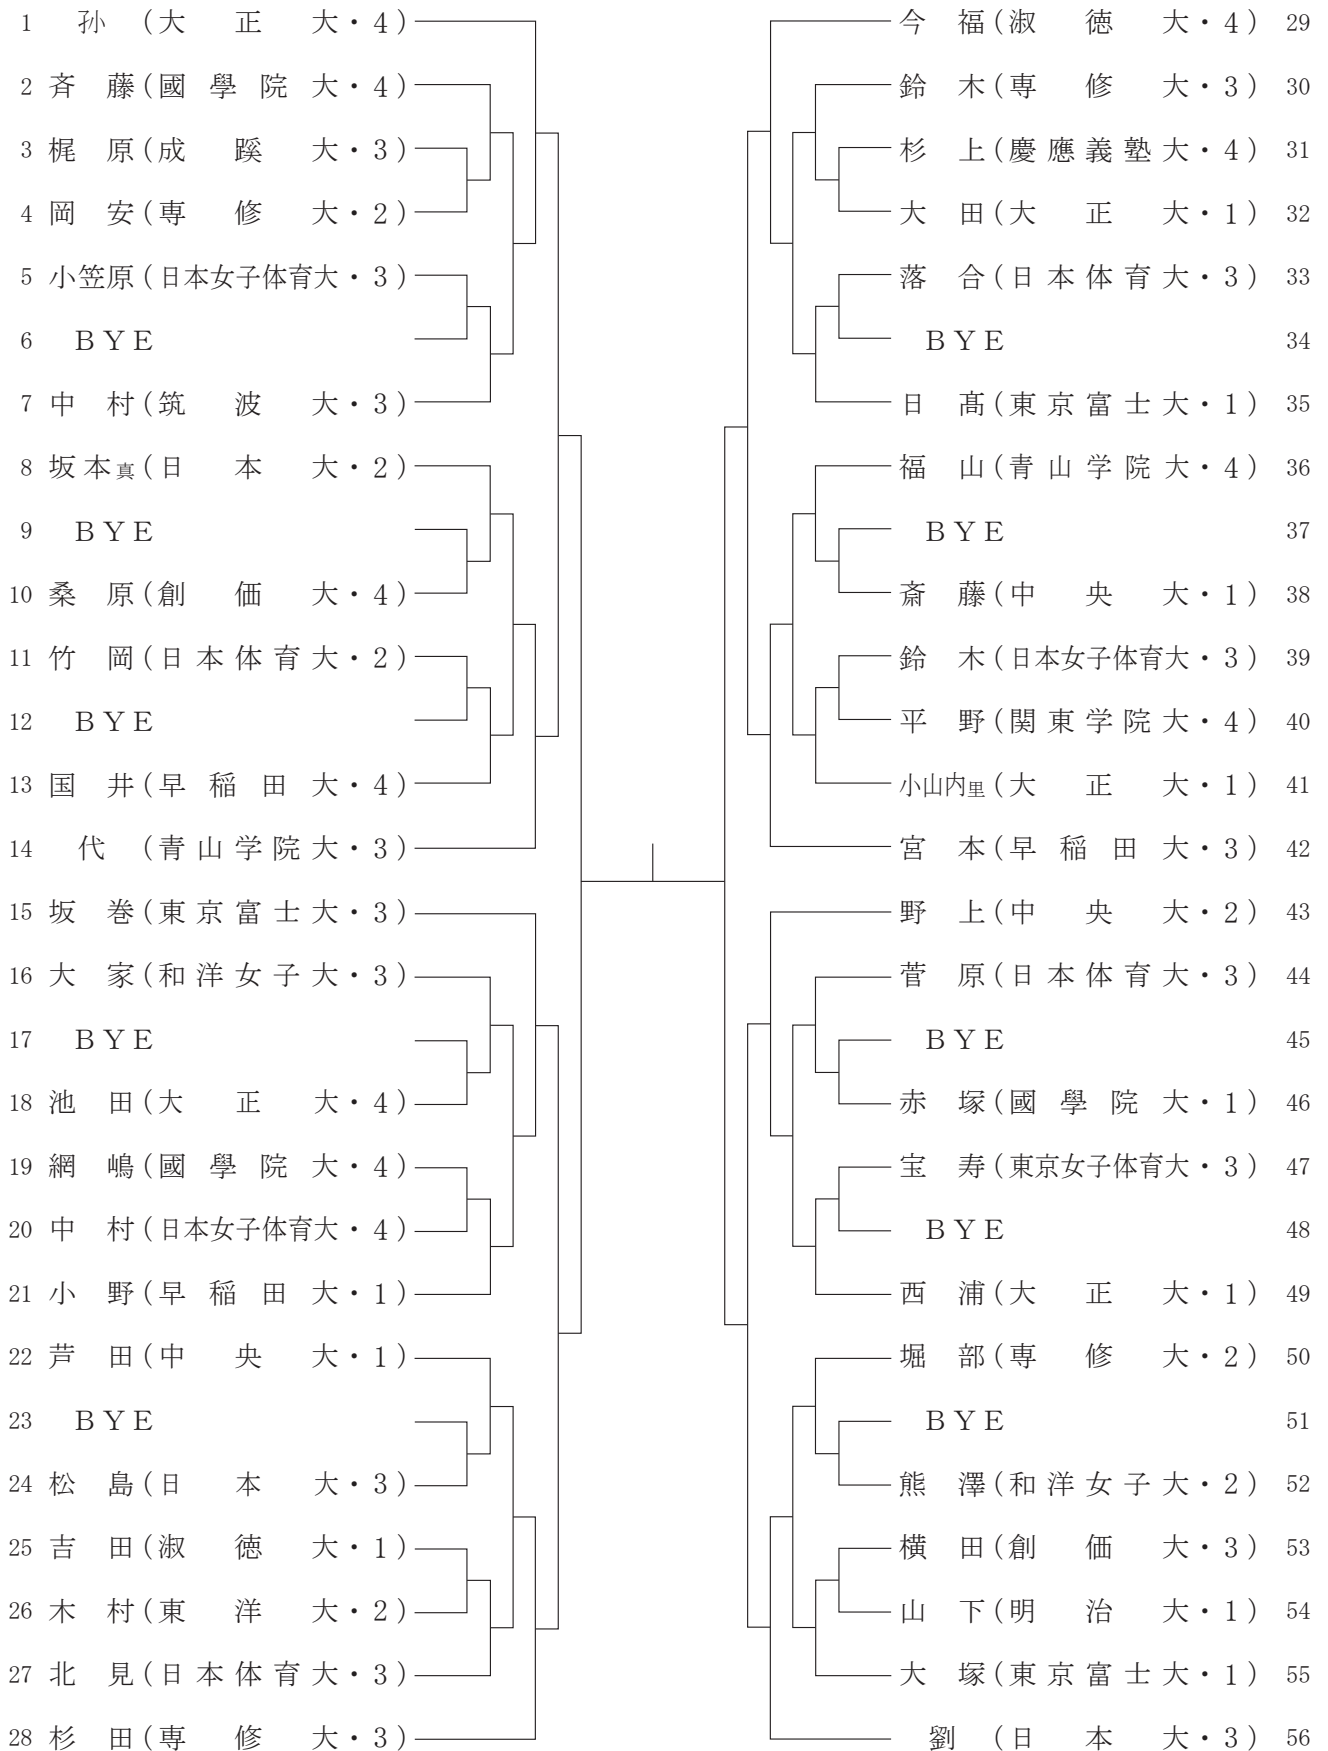 1 孫 (大正大・4)
2 斉藤(國學院大・4)
3 梶原(成蹊大・3)
4 岡安(専修大・2)
5 小笠原(日本女子体育大・3)
6 BYE
7 中村(筑波大・3)
8 坂本真(日本大・2)
9 BYE
10 桑原(創価大・4)
11 竹岡(日本体育大・2)
12 BYE
13 国井(早稲田大・4)
14 代 (青山学院大・3)
15 坂巻(東京富士大・3)
16 大家(和洋女子大・3)
17 BYE
18 池田(大正大・4)
19 網嶋(國學院大・4)
20 中村(日本女子体育大・4)
21 小野(早稲田大・1)
22 芦田(中央大・1)
23 BYE
24 松島(日本大・3)
25 吉田(淑徳大・1)
26 木村(東洋大・2)
27 北見(日本体育大・3)
28 杉田(専修大・3)
今福(淑徳大・4) 29
鈴木(専修大・3) 30
杉上(慶應義塾大・4) 31
大田(大正大・1) 32
落合(日本体育大・3) 33
BYE 34
日髙(東京富士大・1) 35
福山(青山学院大・4) 36
BYE 37
斎藤(中央大・1) 38
鈴木(日本女子体育大・3) 39
平野(関東学院大・4) 40
小山内里(大正大・1) 41
宮本(早稲田大・3) 42
野上(中央大・2) 43
菅原(日本体育大・3) 44
BYE 45
赤塚(國學院大・1) 46
宝寿(東京女子体育大・3) 47
BYE 48
西浦(大正大・1) 49
堀部(専修大・2) 50
BYE 51
熊澤(和洋女子大・2) 52
横田(創価大・3) 53
山下(明治大・1) 54
大塚(東京富士大・1) 55
劉 (日本大・3) 56